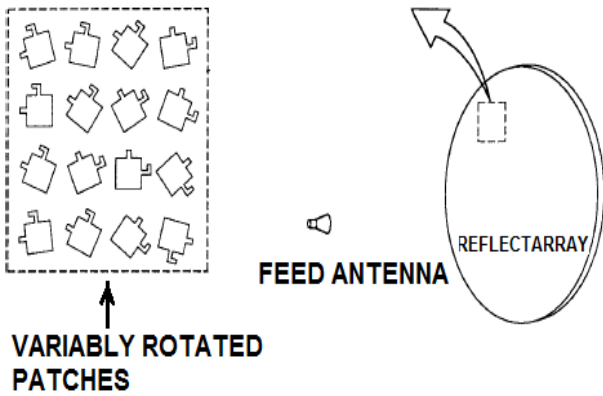 REFLECTARRAY
FEED ANTENNA
VARIABLY ROTATED
PATCHES